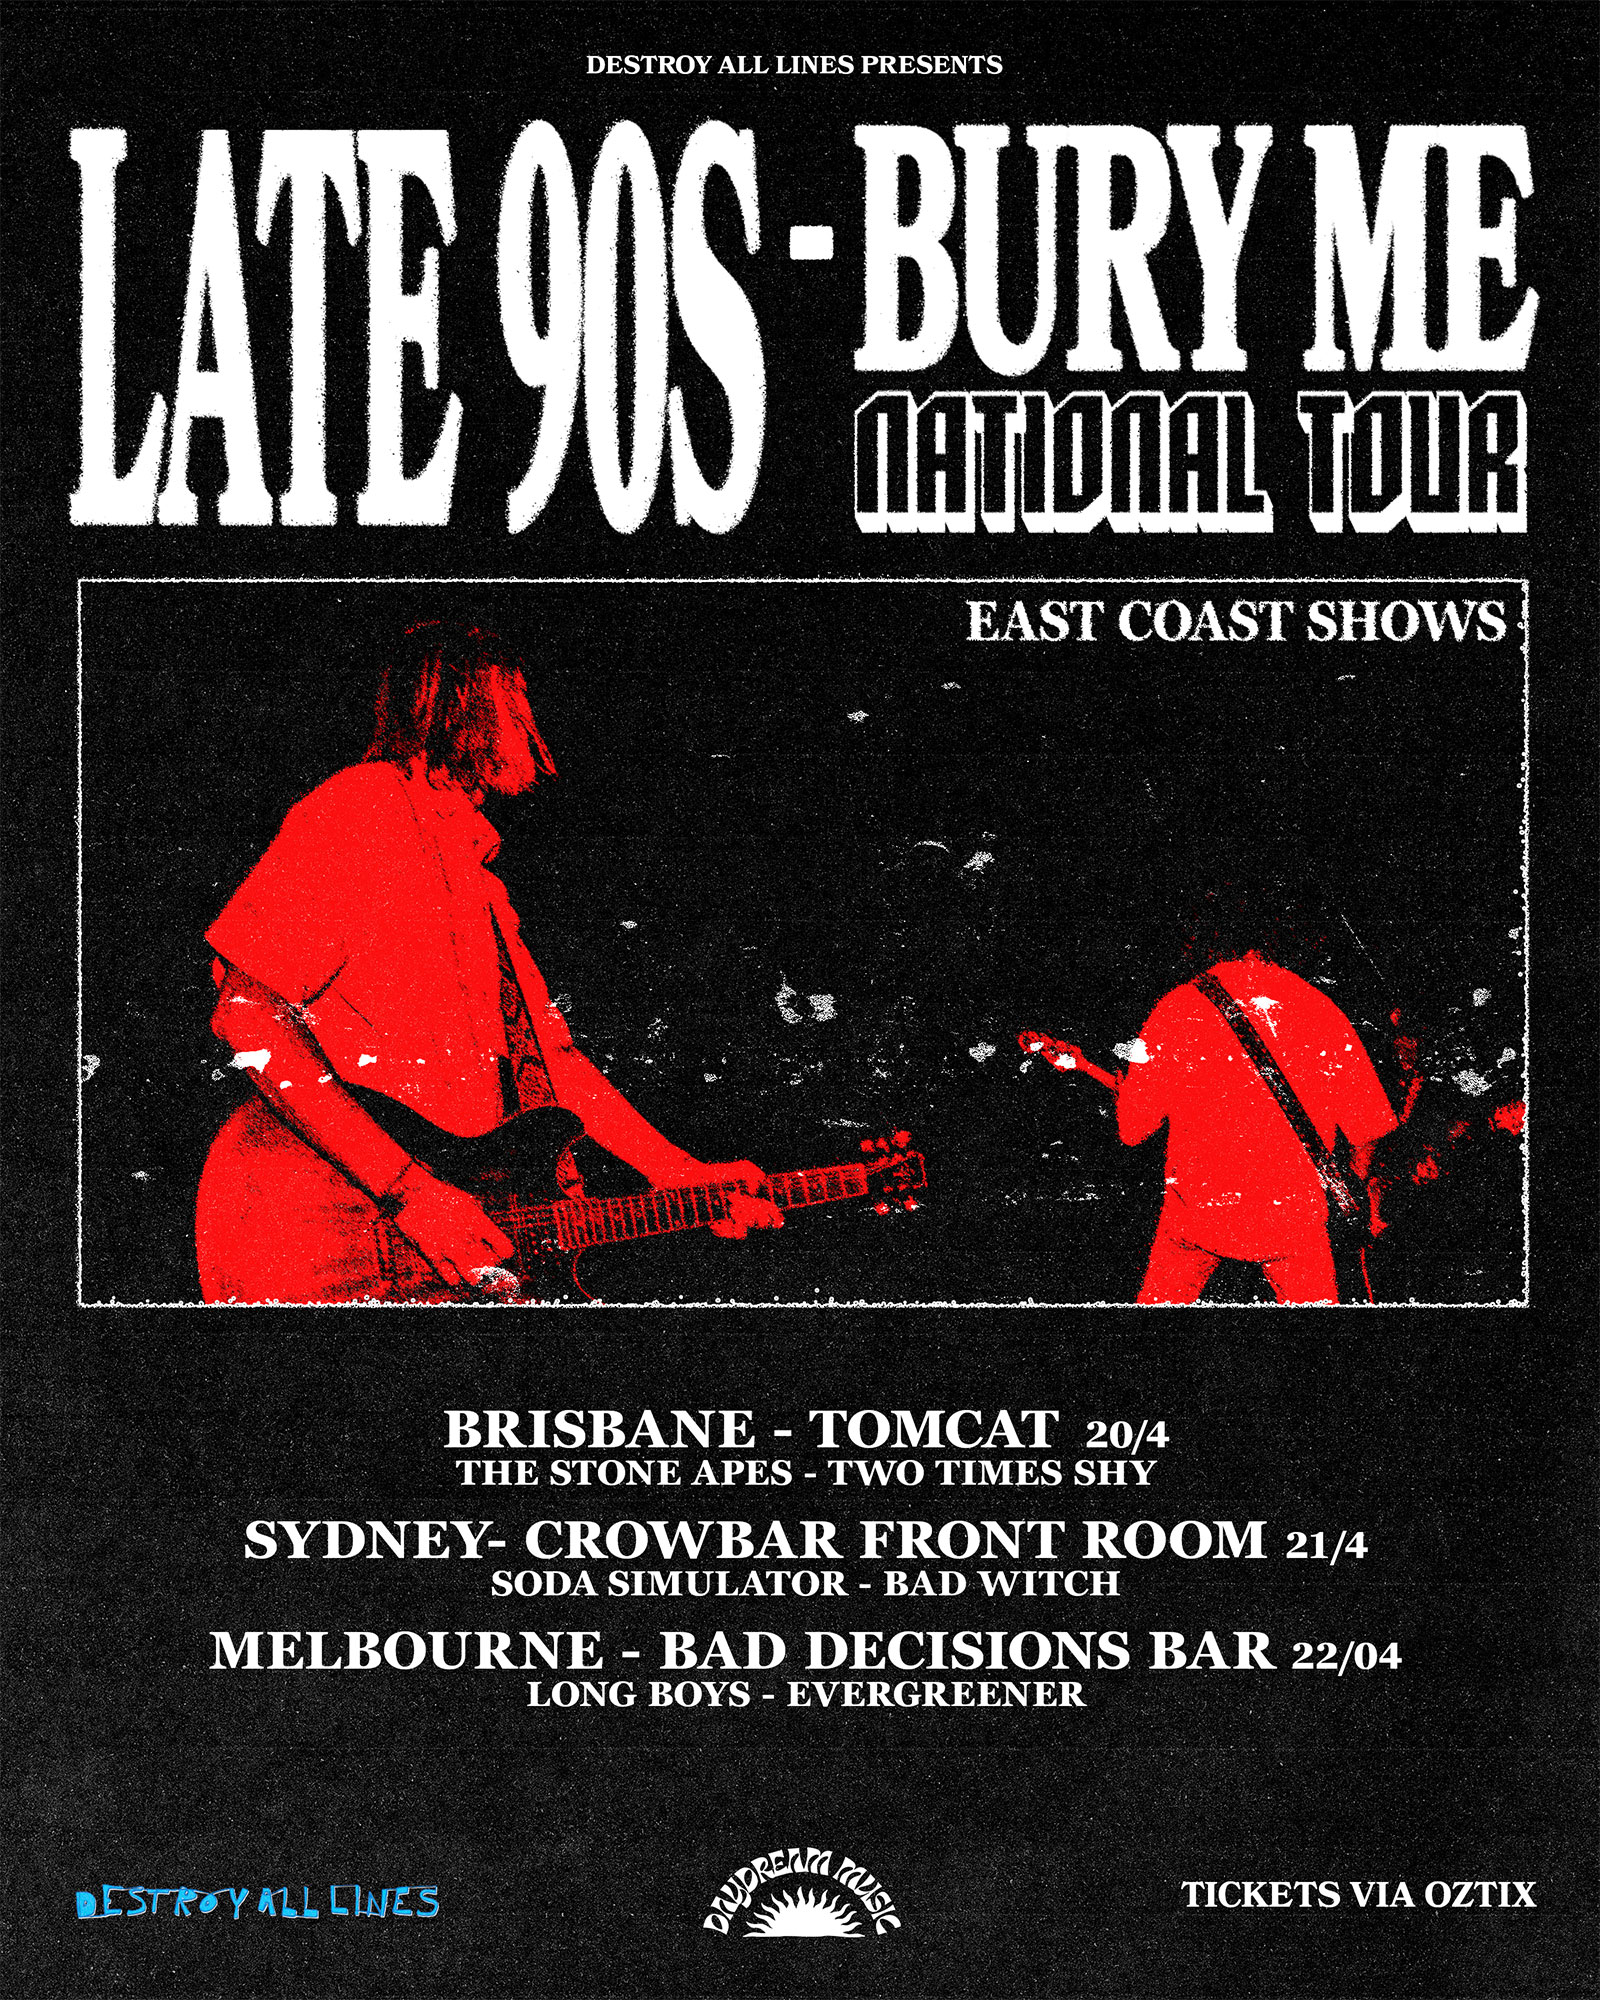 DESTROY ALL LINES PRESENTS
LATE 90S - BURY ME
NATIONAL TOUR
EAST COAST SHOWS
BRISBANE - TOMCAT 20/4
THE STONE APES - TWO TIMES SHY
SYDNEY- CROWBAR FRONT ROOM 21/4
SODA SIMULATOR - BAD WITCH
MELBOURNE - BAD DECISIONS BAR 22/04
LONG BOYS - EVERGREENER
DESTROY ALL LINES
DAYDREAM MUSIC
TICKETS VIA OZTIX